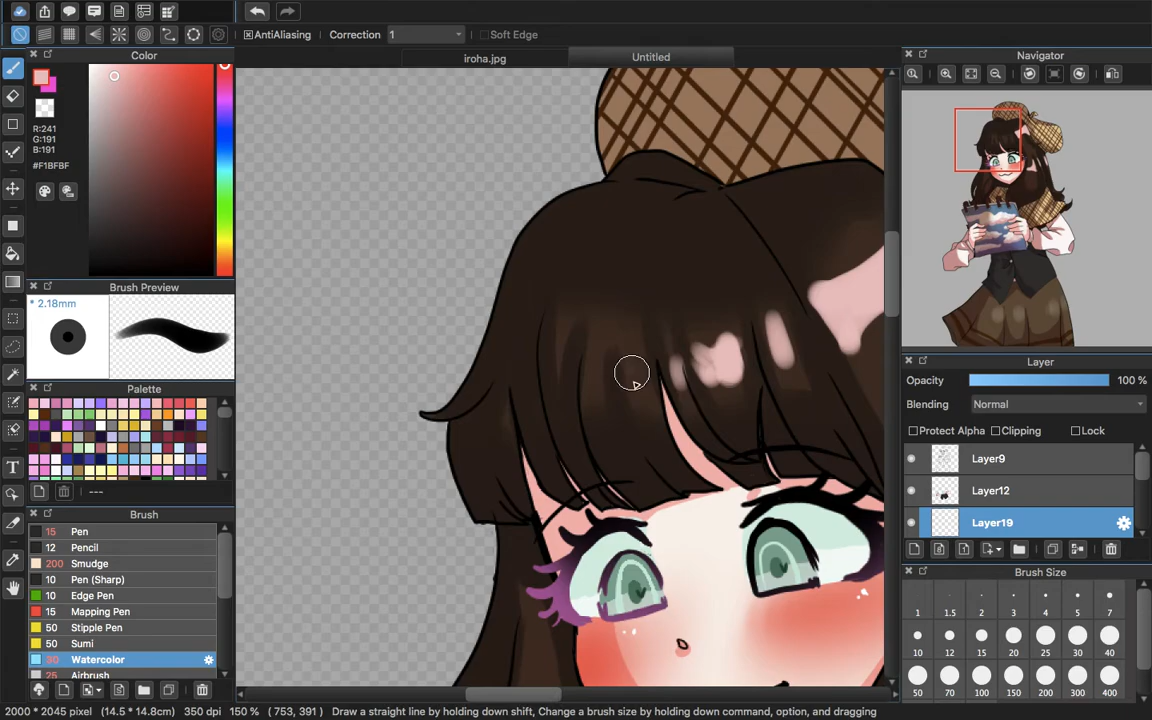 AntiAliasing Correction 1 Soft Edge
Color
iroha.jpg Untitled
Navigator
R:241
G:191
B:191
#F1BFBF
Brush Preview
* 2.18mm
Palette
---
Brush
15 Pen
12 Pencil
200 Smudge
10 Pen (Sharp)
10 Edge Pen
15 Mapping Pen
50 Stipple Pen
50 Sumi
30 Watercolor
25 Airbrush
Layer
Opacity 100 %
Blending Normal
Protect Alpha Clipping Lock
Layer9
Layer12
Layer19
Brush Size
1 1.5 2 3 4 5 7
10 12 15 20 25 30 40
50 70 100 150 200 300 400
2000 * 2045 pixel (14.5 * 14.8cm) 350 dpi 150 % ( 753, 391 ) Draw a straight line by holding down shift, Change a brush size by holding down command, option, and dragging